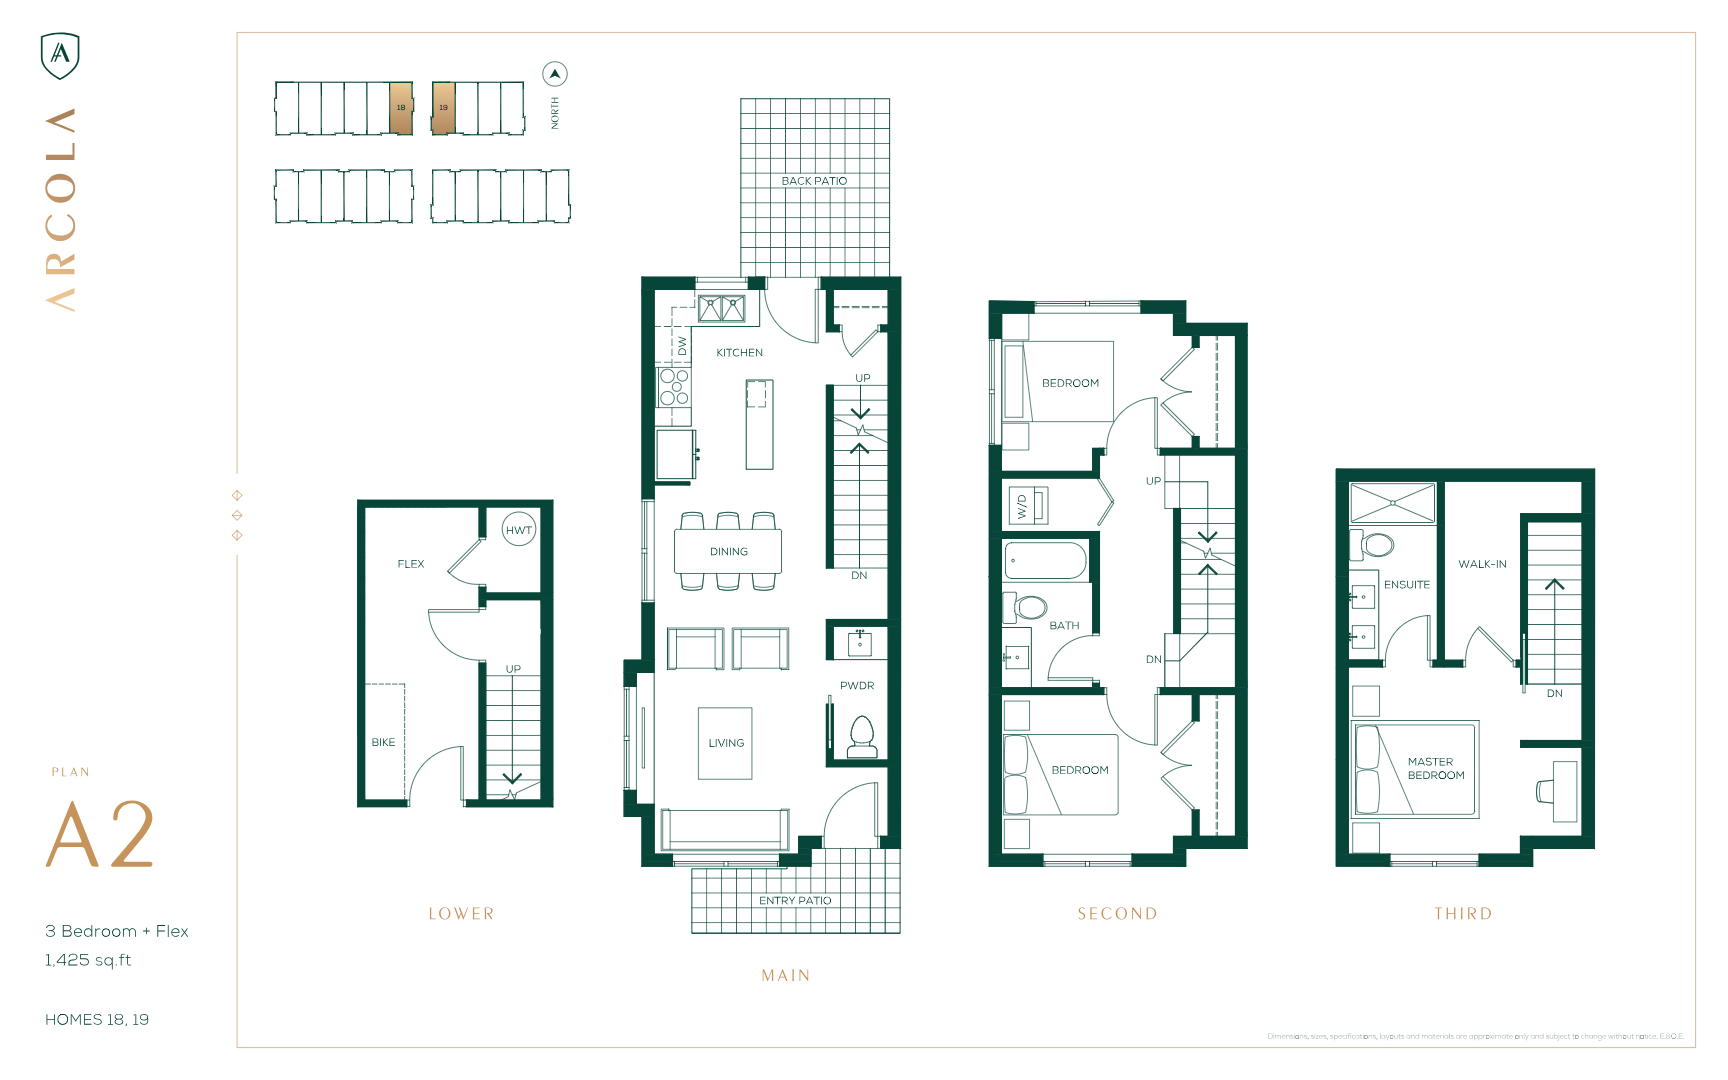 ARCOLA
PLAN
A2
3 Bedroom + Flex
1,425 sq.ft
HOMES 18, 19
18
19
NORTH
HWT
FLEX
UP
BIKE
LOWER
BACK PATIO
DW
KITCHEN
UP
DINING
DN
PWDR
LIVING
ENTRY PATIO
MAIN
BEDROOM
UP
W/D
BATH
DN
BEDROOM
SECOND
WALK-IN
ENSUITE
DN
MASTER
BEDROOM
THIRD
Dimensions, sizes, specifications, layouts and materials are approximate only and subject to change without notice. E.&O.E.